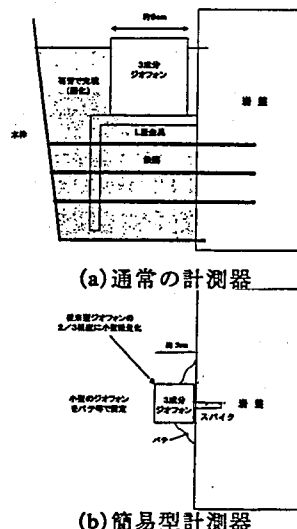 約9cm
3成分
ジオフォン
石膏で充填
(固化)
岩盤
木枠
L型金具
鉄筋
(a)通常の計測器
従来型ジオフォンの
2/3程度に小型軽量化
約3cm
小型のジオフォン
をパテ等で固定
3成分
ジオフォン
岩盤
スパイク
パテ
(b)簡易型計測器